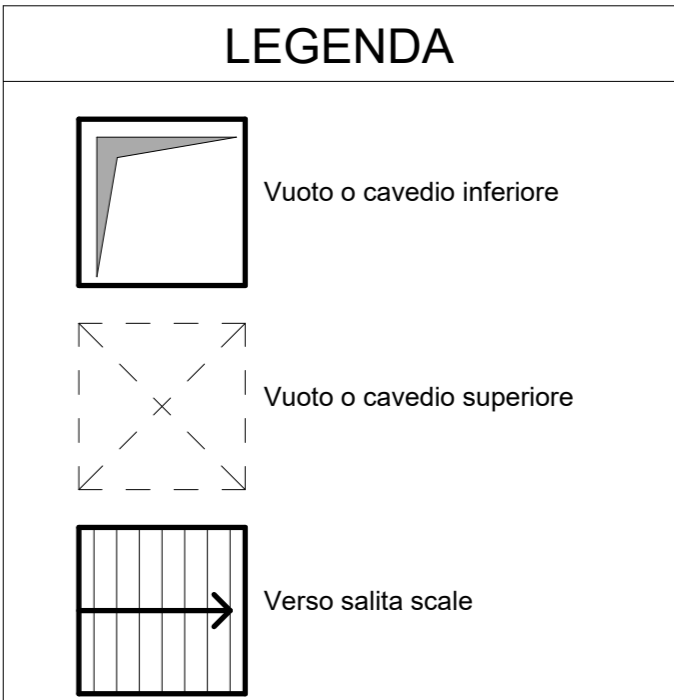 LEGENDA
Vuoto o cavedio inferiore
Vuoto o cavedio superiore
Verso salita scale